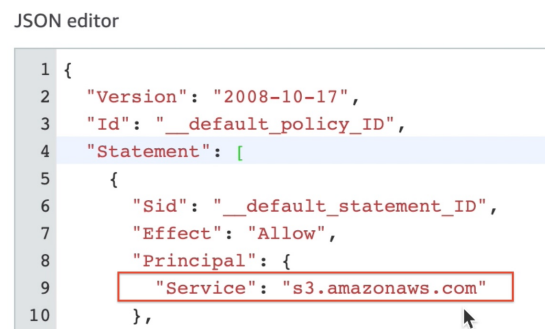 JSON editor
1 {
2 "Version": "2008-10-17",
3 "Id": "__default_policy_ID",
4 "Statement": [
5 {
6 "Sid": "__default_statement_ID",
7 "Effect": "Allow",
8 "Principal": {
9 "Service": "s3.amazonaws.com"
10 },